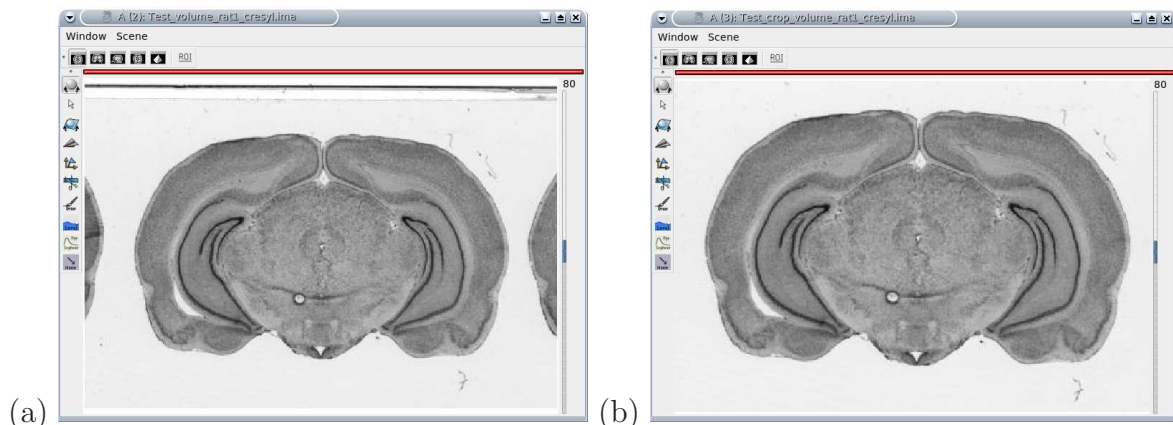 A (2): Test_volume_rat1_cresyl.ima
Window Scene
ROI
80
(a)
A (3): Test_crop_volume_rat1_cresyl.ima
Window Scene
ROI
80
(b)